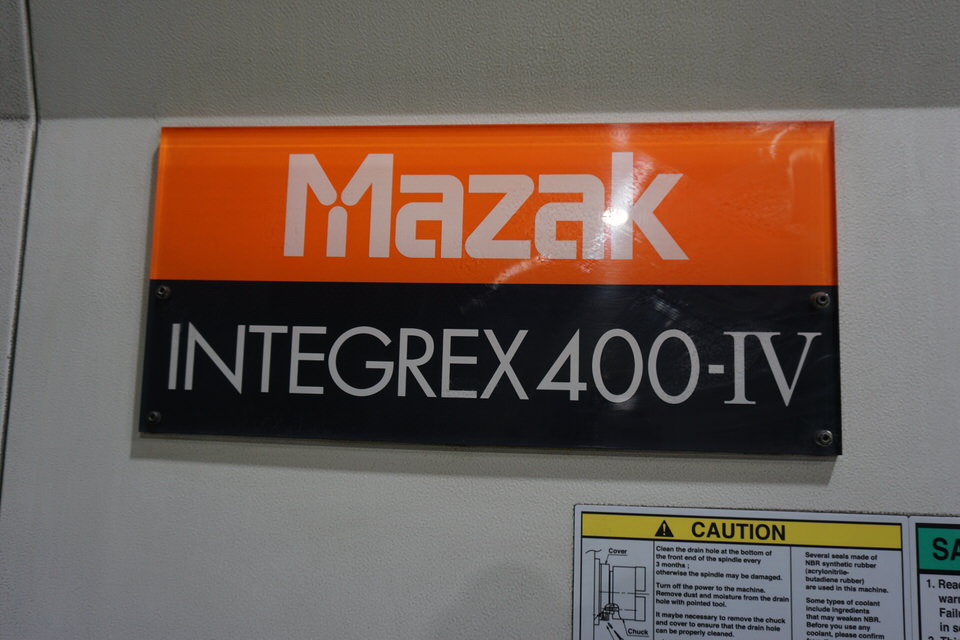 Mazak
INTEGREX 400-IV
CAUTION
Cover
Chuck
Clean the drain hole at the bottom of
the front end of the spindle every
3 months ;
otherwise the spindle may be damaged.
Turn off the power to the machine.
Remove dust and moisture from the drain
hole with pointed tool.
It maybe necessary to remove the chuck
and cover to ensure that the drain hole
can be properly cleaned.
Several seals made of
NBR synthetic rubber
(acrylonitrile-
butadiene rubber)
are used in this machine.
Some types of coolant
include ingredients
that may weaken NBR.
Before you use any
coolant, please confirm
SA
1. Read
warn
Failu
in se